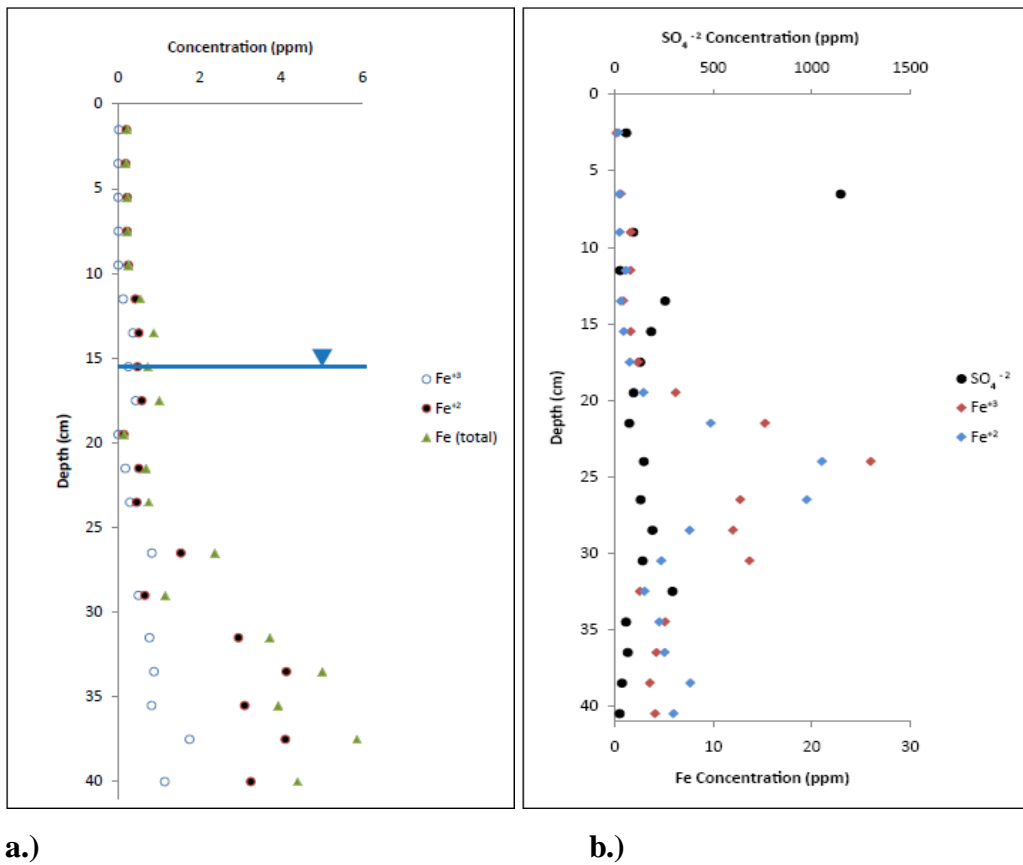 Concentration (ppm)
0 2 4 6
0
5
10
15
20
25
30
35
40
Depth (cm)
Fe⁺³
Fe⁺²
Fe (total)
a.)
SO₄⁻² Concentration (ppm)
0 500 1000 1500
0
5
10
15
20
25
30
35
40
Depth (cm)
SO₄⁻²
Fe⁺³
Fe⁺²
0 10 20 30
Fe Concentration (ppm)
b.)